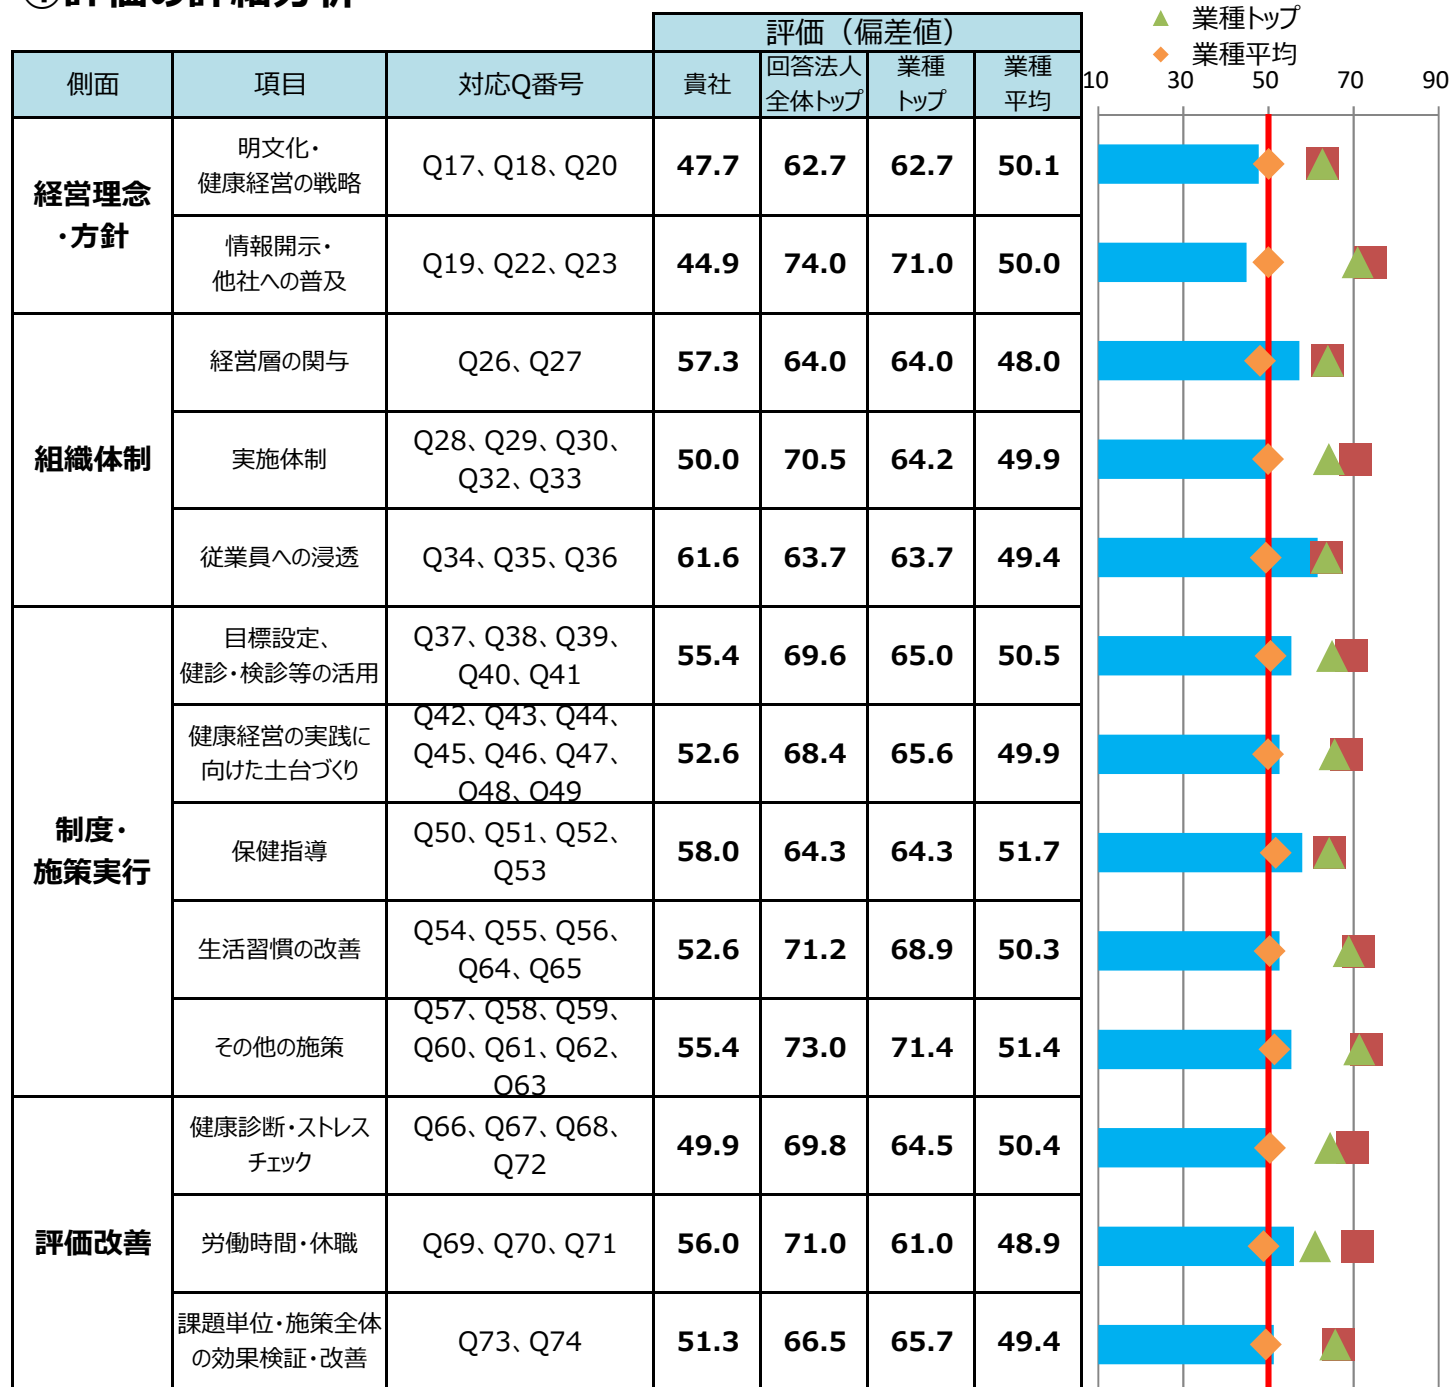 ①評価の詳細分析
▲ 業種トップ
◆ 業種平均
評価（偏差値）
側面 項目 対応Q番号 貴社 回答法人 業種 業種
全体トップ トップ 平均
10 30 50 70 90
経営理念
・方針
明文化・
健康経営の戦略
Q17、Q18、Q20 47.7 62.7 62.7 50.1
情報開示・
他社への普及
Q19、Q22、Q23 44.9 74.0 71.0 50.0
組織体制
経営層の関与 Q26、Q27 57.3 64.0 64.0 48.0
実施体制
Q28、Q29、Q30、
Q32、Q33
50.0 70.5 64.2 49.9
従業員への浸透 Q34、Q35、Q36 61.6 63.7 63.7 49.4
制度・
施策実行
目標設定、
健診・検診等の活用
Q37、Q38、Q39、
Q40、Q41
55.4 69.6 65.0 50.5
健康経営の実践に
向けた土台づくり
Q42、Q43、Q44、
Q45、Q46、Q47、
Q48、Q49
52.6 68.4 65.6 49.9
保健指導
Q50、Q51、Q52、
Q53
58.0 64.3 64.3 51.7
生活習慣の改善
Q54、Q55、Q56、
Q64、Q65
52.6 71.2 68.9 50.3
その他の施策
Q57、Q58、Q59、
Q60、Q61、Q62、
Q63
55.4 73.0 71.4 51.4
評価改善
健康診断・ストレス
チェック
Q66、Q67、Q68、
Q72
49.9 69.8 64.5 50.4
労働時間・休職 Q69、Q70、Q71 56.0 71.0 61.0 48.9
課題単位・施策全体
の効果検証・改善
Q73、Q74 51.3 66.5 65.7 49.4